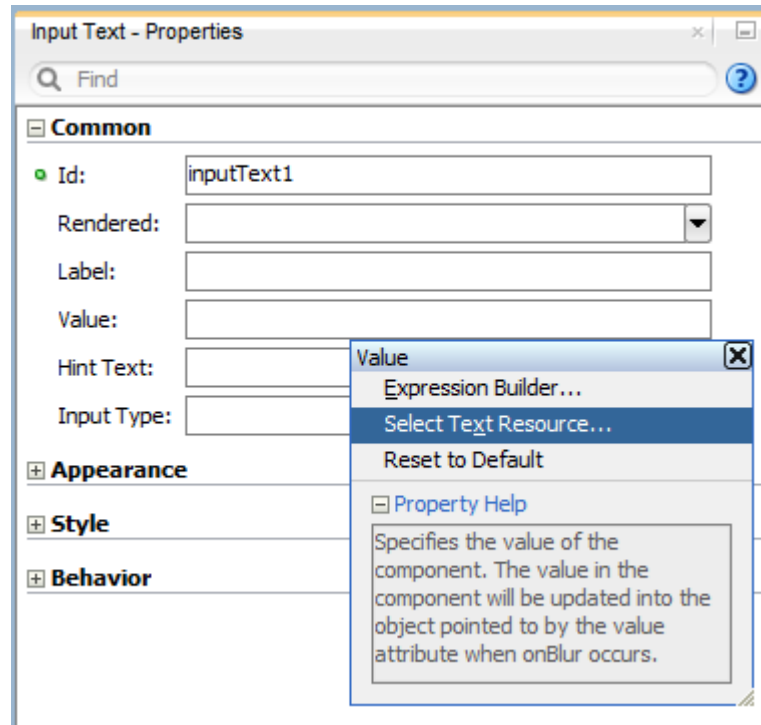 Input Text - Properties
Find
Common
Id: inputText1
Rendered:
Label:
Value:
Hint Text:
Input Type:
Value
Expression Builder...
Select Text Resource...
Reset to Default
Property Help
Specifies the value of the
component. The value in the
component will be updated into the
object pointed to by the value
attribute when onBlur occurs.
Appearance
Style
Behavior